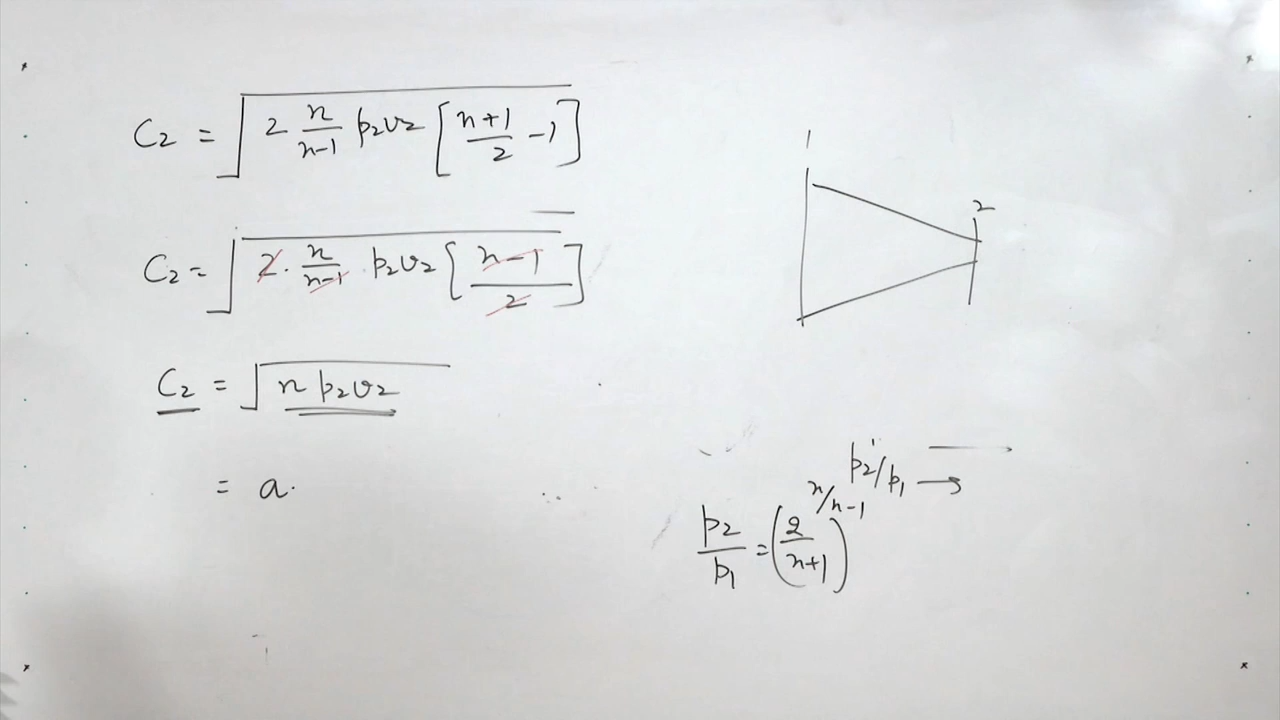 C₂ = √(2 n/(n-1) p₂v₂ [(n+1)/2 - 1])
C₂ = √(2 · n/(n-1) · p₂v₂ [(n-1)/2])
C₂ = √(n p₂v₂)
= a.
1
2
p₂/p₁ →
p₂/p₁ = (2/(n+1))^(n/n-1)